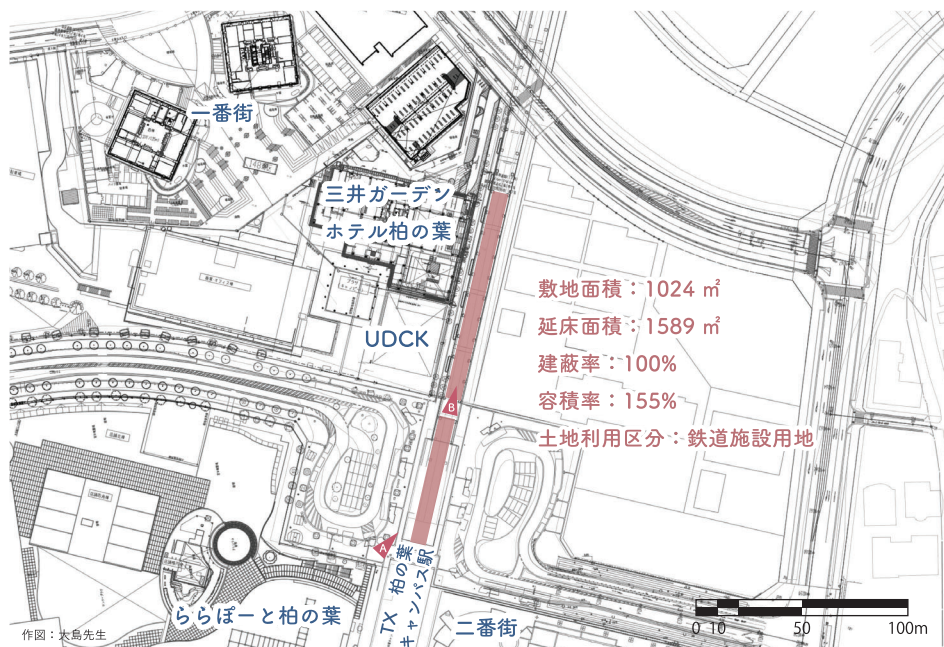 一番街
三井ガーデン
ホテル柏の葉
敷地面積：1024 ㎡
延床面積：1589 ㎡
建蔽率：100%
容積率：155%
土地利用区分：鉄道施設用地
UDCK
B
A
TX 柏の葉
キャンパス駅
ららぽーと柏の葉
二番街
作図：大島先生
0 10 50 100m